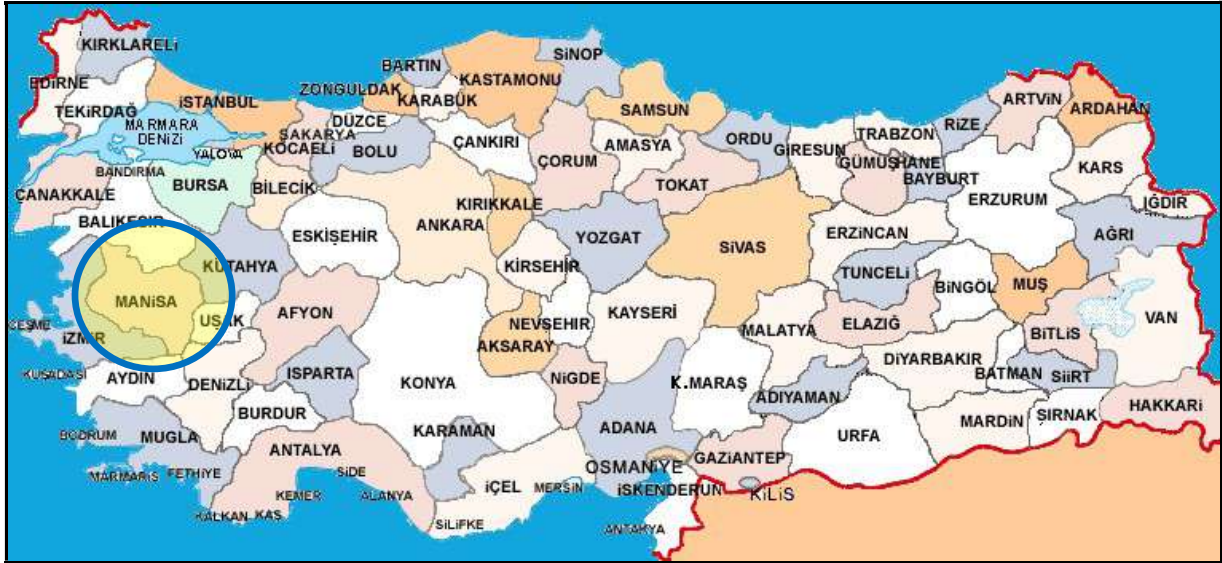 KIRKLARELİ
EDİRNE
TEKİRDAĞ
İSTANBUL
MARMARA
DENİZİ
YALOVA
KOCAELİ
SAKARYA
DÜZCE
ZONGULDAK
BARTIN
KARABÜK
KASTAMONU
SİNOP
SAMSUN
ORDU
GİRESUN
TRABZON
RİZE
ARTVİN
ARDAHAN
ÇANAKKALE
BANDIRMA
BURSA
BİLECİK
BOLU
ÇANKIRI
ÇORUM
AMASYA
TOKAT
GÜMÜŞHANE
BAYBURT
ERZURUM
KARS
IĞDIR
BALIKESİR
KÜTAHYA
ESKİŞEHİR
ANKARA
KIRIKKALE
YOZGAT
SİVAS
ERZİNCAN
TUNCELİ
BİNGÖL
MUŞ
AĞRI
MANİSA
UŞAK
AFYON
KIRSEHİR
NEVŞEHIR
KAYSERİ
MALATYA
ELAZIĞ
BİTLİS
VAN
ÇEŞME
İZMİR
AKSARAY
DİYARBAKIR
BATMAN
SİİRT
KUŞADASI
AYDIN
DENİZLİ
ISPARTA
KONYA
NİGDE
K.MARAŞ
ADIYAMAN
MARDİN
ŞIRNAK
HAKKARİ
BODRUM
MUGLA
BURDUR
KARAMAN
ADANA
URFA
MARMARİS
FETHİYE
ANTALYA
SİDE
OSMANİYE
GAZİANTEP
KEMER
ALANYA
İÇEL
MERSİN
İSKENDERUN
KİLİS
KALKAN
KAŞ
SİLİFKE
ANTAKYA